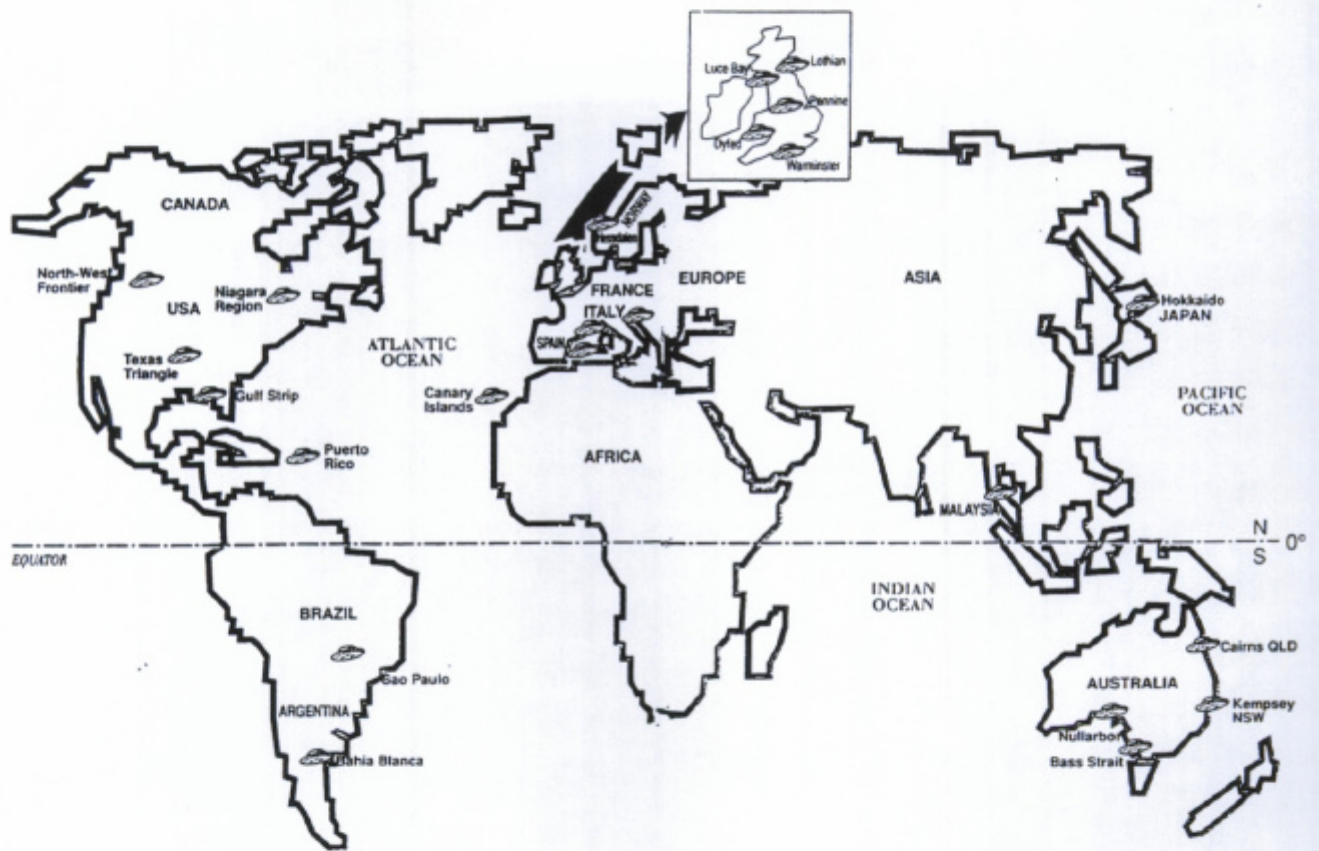 Luce Bay
Lothian
Pennine
Dyfed
Warminster
CANADA
NORWAY
North-West
Frontier
USA
Niagara
Region
FRANCE
EUROPE
ASIA
ITALY
Hokkaido
JAPAN
SPAIN
ATLANTIC
OCEAN
Texas
Triangle
Gulf Strip
Canary
Islands
PACIFIC
OCEAN
Puerto
Rico
AFRICA
MALAYSIA
EQUATOR
N
S
0°
INDIAN
OCEAN
BRAZIL
Sao Paulo
Cairns QLD
AUSTRALIA
ARGENTINA
Kempsey
NSW
Nullarbor
Bahia Blanca
Bass Strait